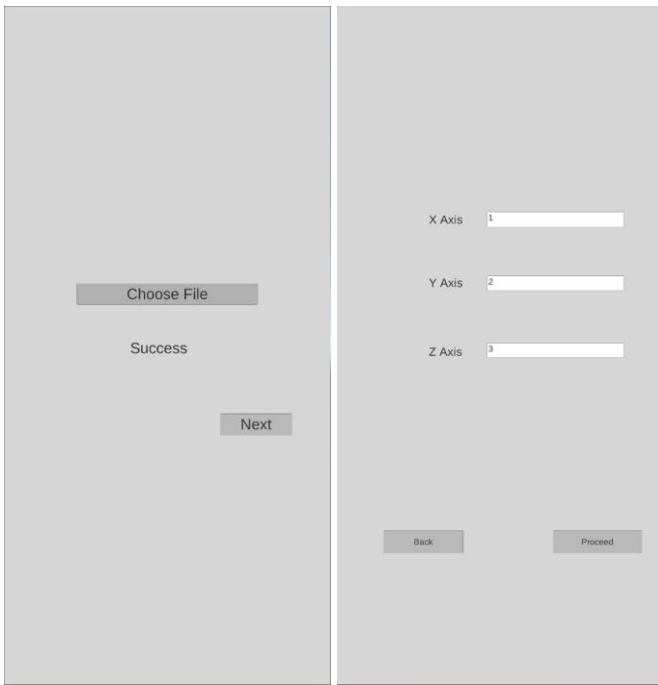 Choose File
Success
Next
X Axis 1
Y Axis 2
Z Axis 3
Back Proceed